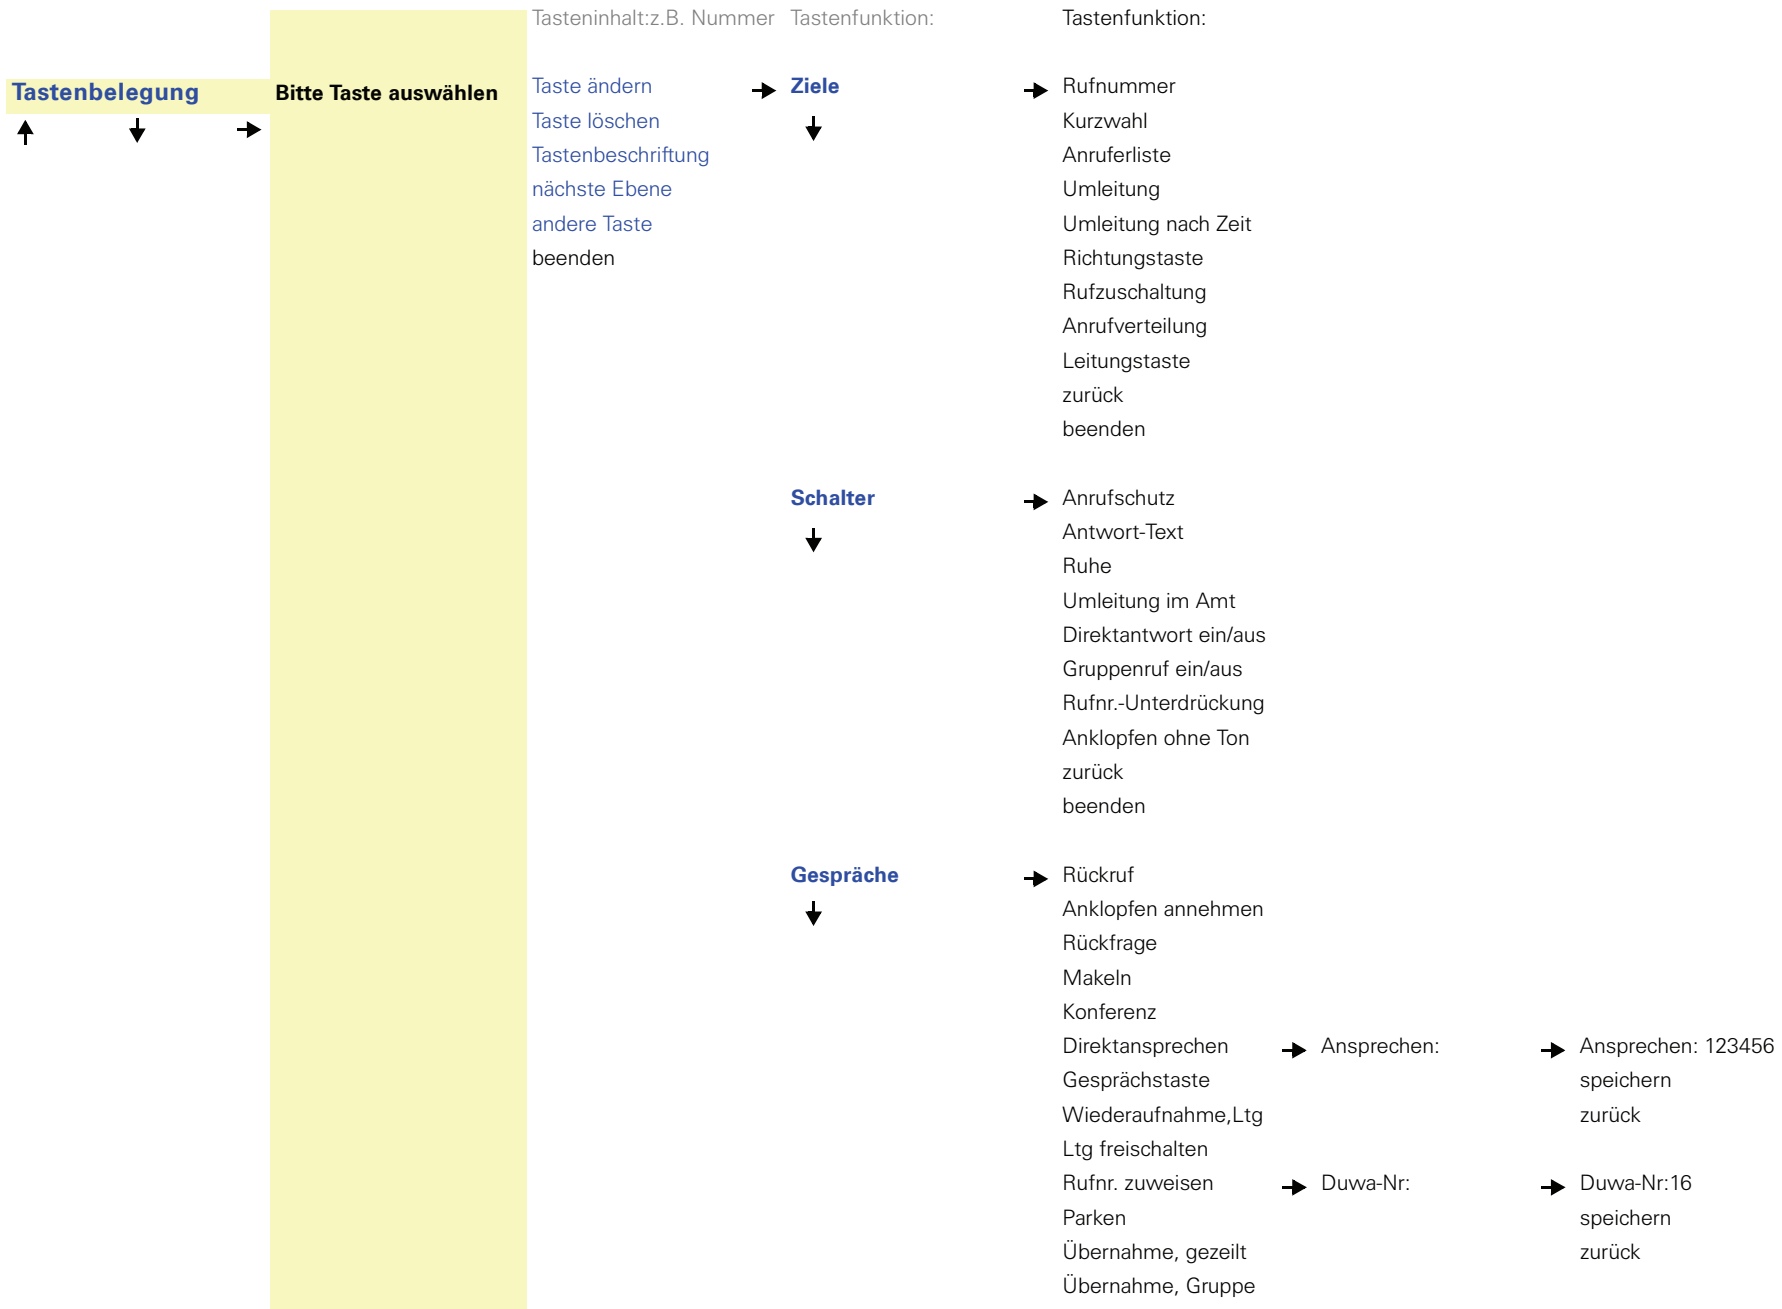 Tasteninhalt:z.B. Nummer
Tastenfunktion:
Tastenfunktion:
Tastenbelegung
Bitte Taste auswählen
Taste ändern
Taste löschen
Tastenbeschriftung
nächste Ebene
andere Taste
beenden
Ziele
Rufnummer
Kurzwahl
Anruferliste
Umleitung
Umleitung nach Zeit
Richtungstaste
Rufzuschaltung
Anrufverteilung
Leitungstaste
zurück
beenden
Schalter
Anrufschutz
Antwort-Text
Ruhe
Umleitung im Amt
Direktantwort ein/aus
Gruppenruf ein/aus
Rufnr.-Unterdrückung
Anklopfen ohne Ton
zurück
beenden
Gespräche
Rückruf
Anklopfen annehmen
Rückfrage
Makeln
Konferenz
Direktansprechen
Ansprechen:
Ansprechen: 123456
speichern
zurück
Gesprächstaste
Wiederaufnahme,Ltg
Ltg freischalten
Rufnr. zuweisen
Duwa-Nr:
Duwa-Nr:16
speichern
zurück
Parken
Übernahme, gezeilt
Übernahme, Gruppe